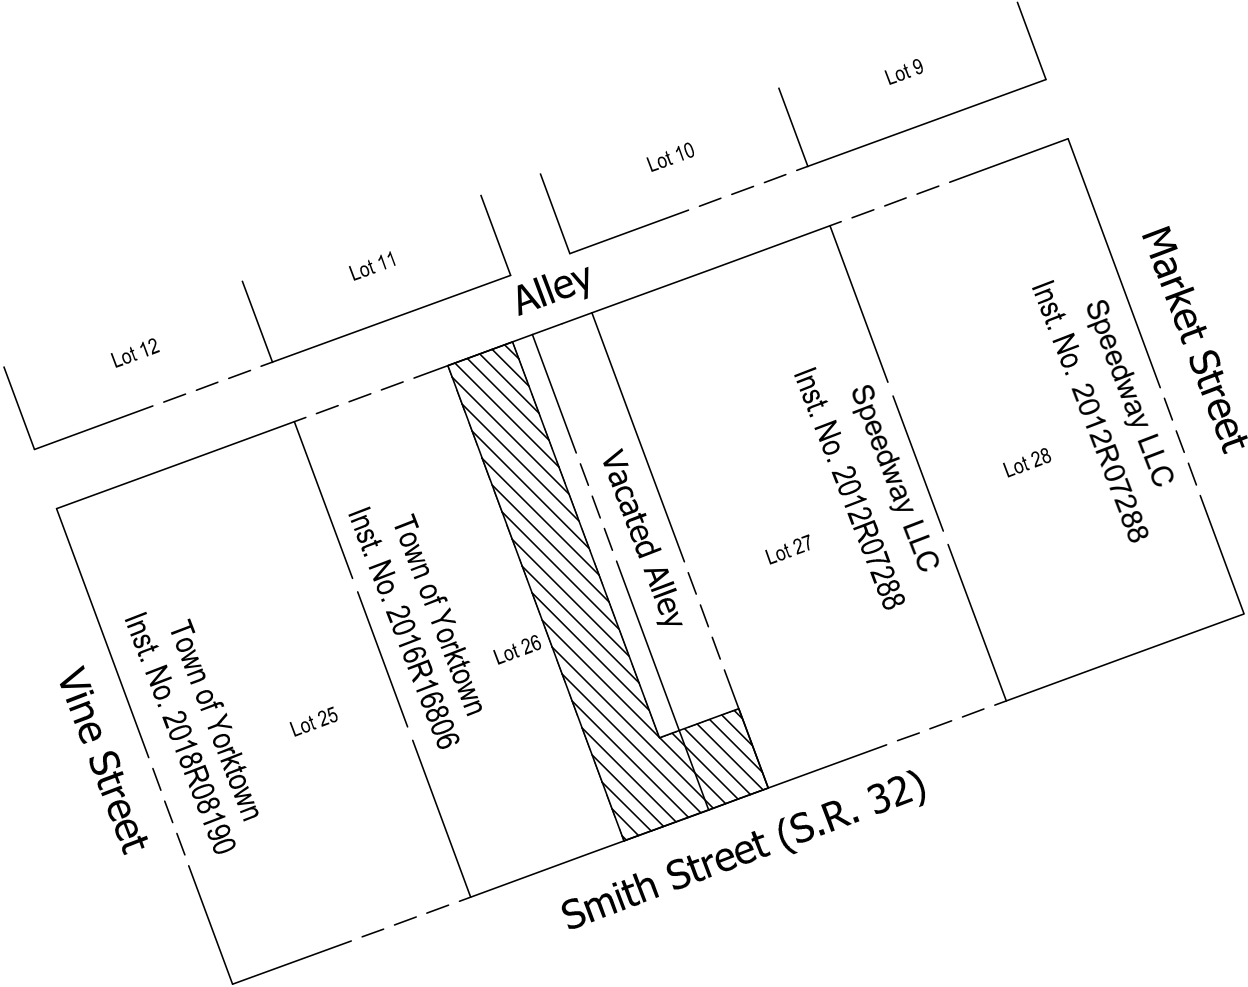 Lot 9
Lot 10
Lot 11
Lot 12
Alley
Market Street
Speedway LLC
Inst. No. 2012R07288
Lot 28
Speedway LLC
Inst. No. 2012R07288
Lot 27
Vacated Alley
Town of Yorktown
Inst. No. 2016R16806
Lot 26
Town of Yorktown
Inst. No. 2018R08190
Lot 25
Vine Street
Smith Street (S.R. 32)